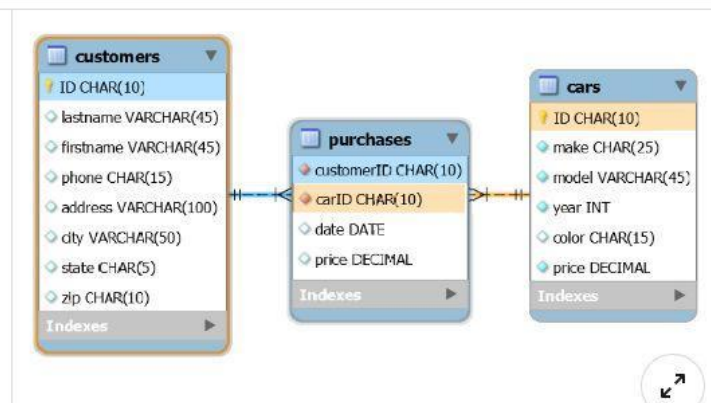 customers
ID CHAR(10)
lastname VARCHAR(45)
firstname VARCHAR(45)
phone CHAR(15)
address VARCHAR(100)
city VARCHAR(50)
state CHAR(5)
zip CHAR(10)
Indexes
purchases
customerID CHAR(10)
carID CHAR(10)
date DATE
price DECIMAL
Indexes
cars
ID CHAR(10)
make CHAR(25)
model VARCHAR(45)
year INT
color CHAR(15)
price DECIMAL
Indexes